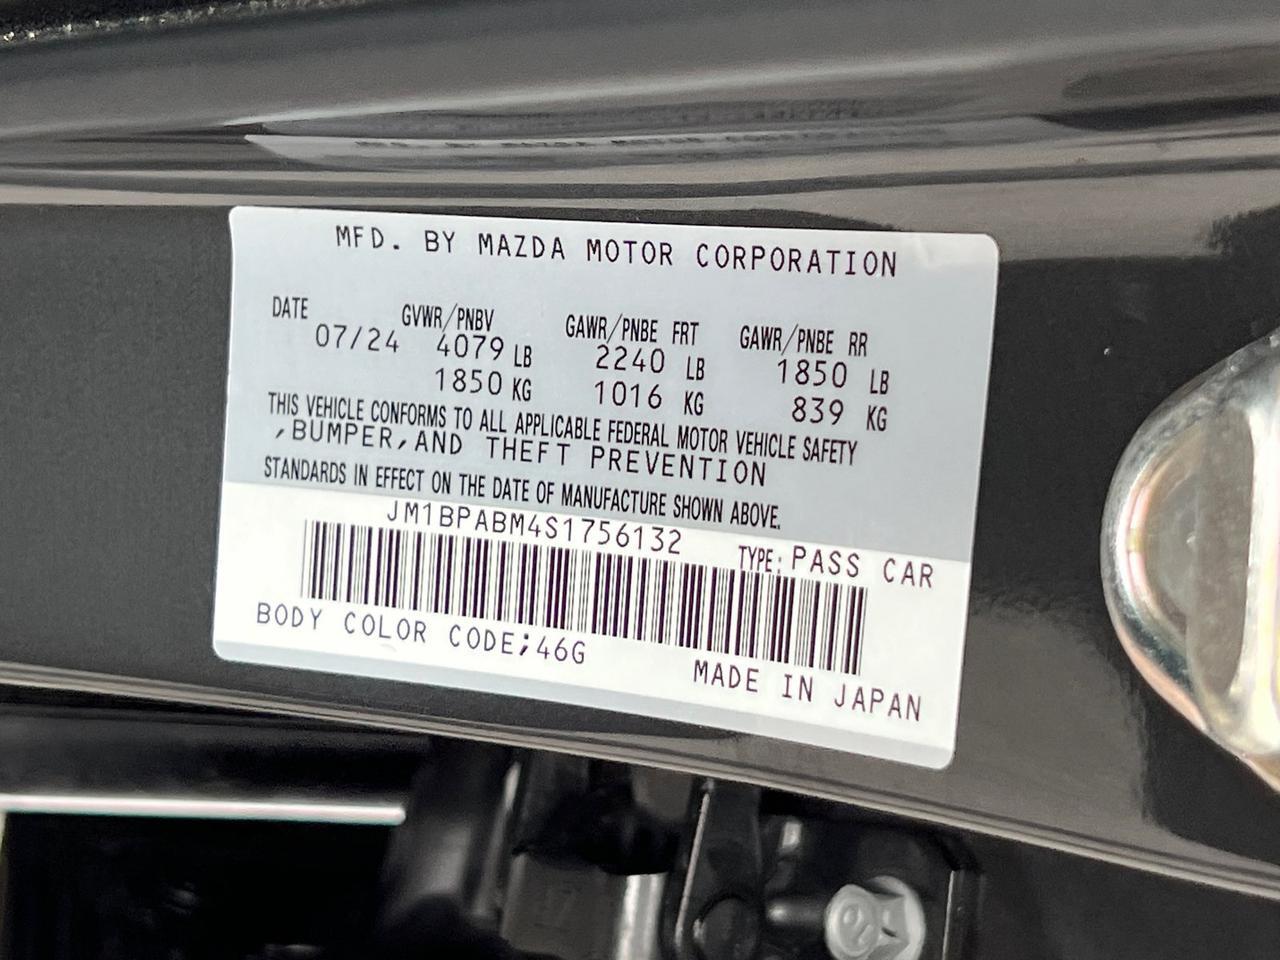 MFD. BY MAZDA MOTOR CORPORATION
DATE GVWR/PNBV GAWR/PNBE FRT GAWR/PNBE RR
07/24 4079 LB 2240 LB 1850 LB
1850 KG 1016 KG 839 KG
THIS VEHICLE CONFORMS TO ALL APPLICABLE FEDERAL MOTOR VEHICLE SAFETY
,BUMPER,AND THEFT PREVENTION
STANDARDS IN EFFECT ON THE DATE OF MANUFACTURE SHOWN ABOVE.
JM1BPABM4S1756132 TYPE: PASS CAR
BODY COLOR CODE;46G MADE IN JAPAN